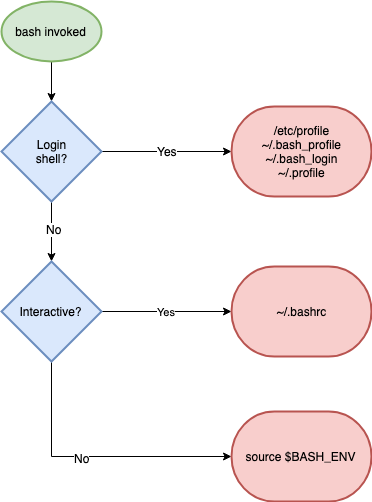 bash invoked
Login
shell?
Yes
/etc/profile
~/.bash_profile
~/.bash_login
~/.profile
No
Interactive?
Yes
~/.bashrc
No
source $BASH_ENV